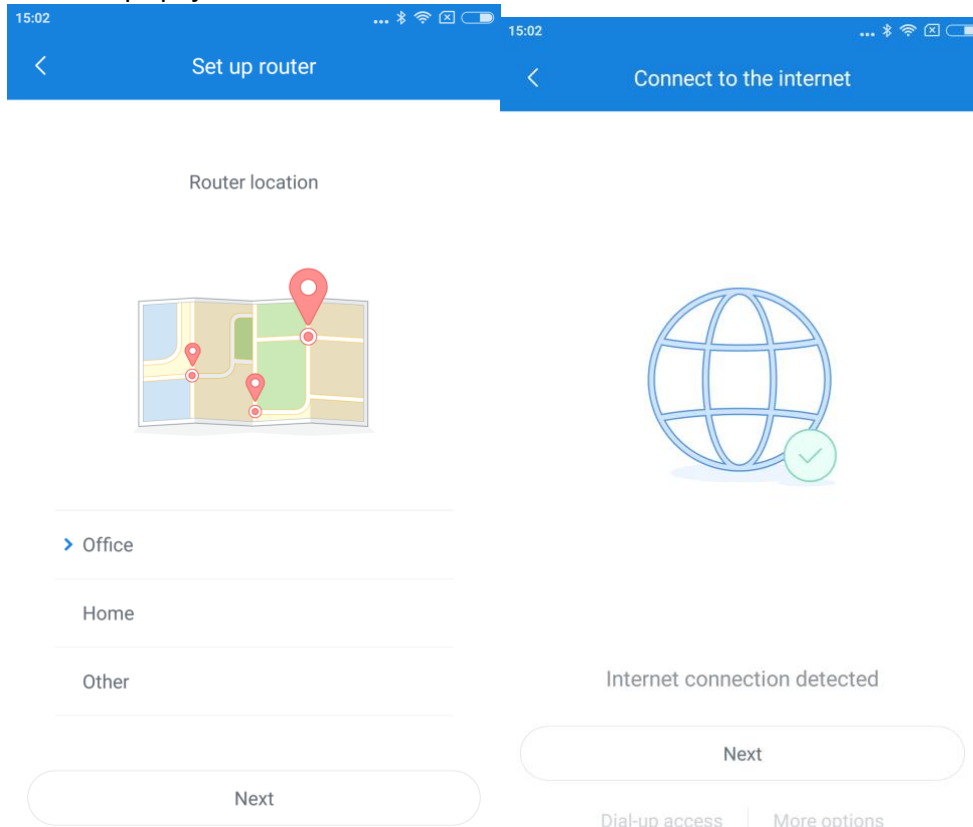 15:02
Set up router
Router location
Office
Home
Other
Next
15:02
Connect to the internet
Internet connection detected
Next
Dial-up access
More options